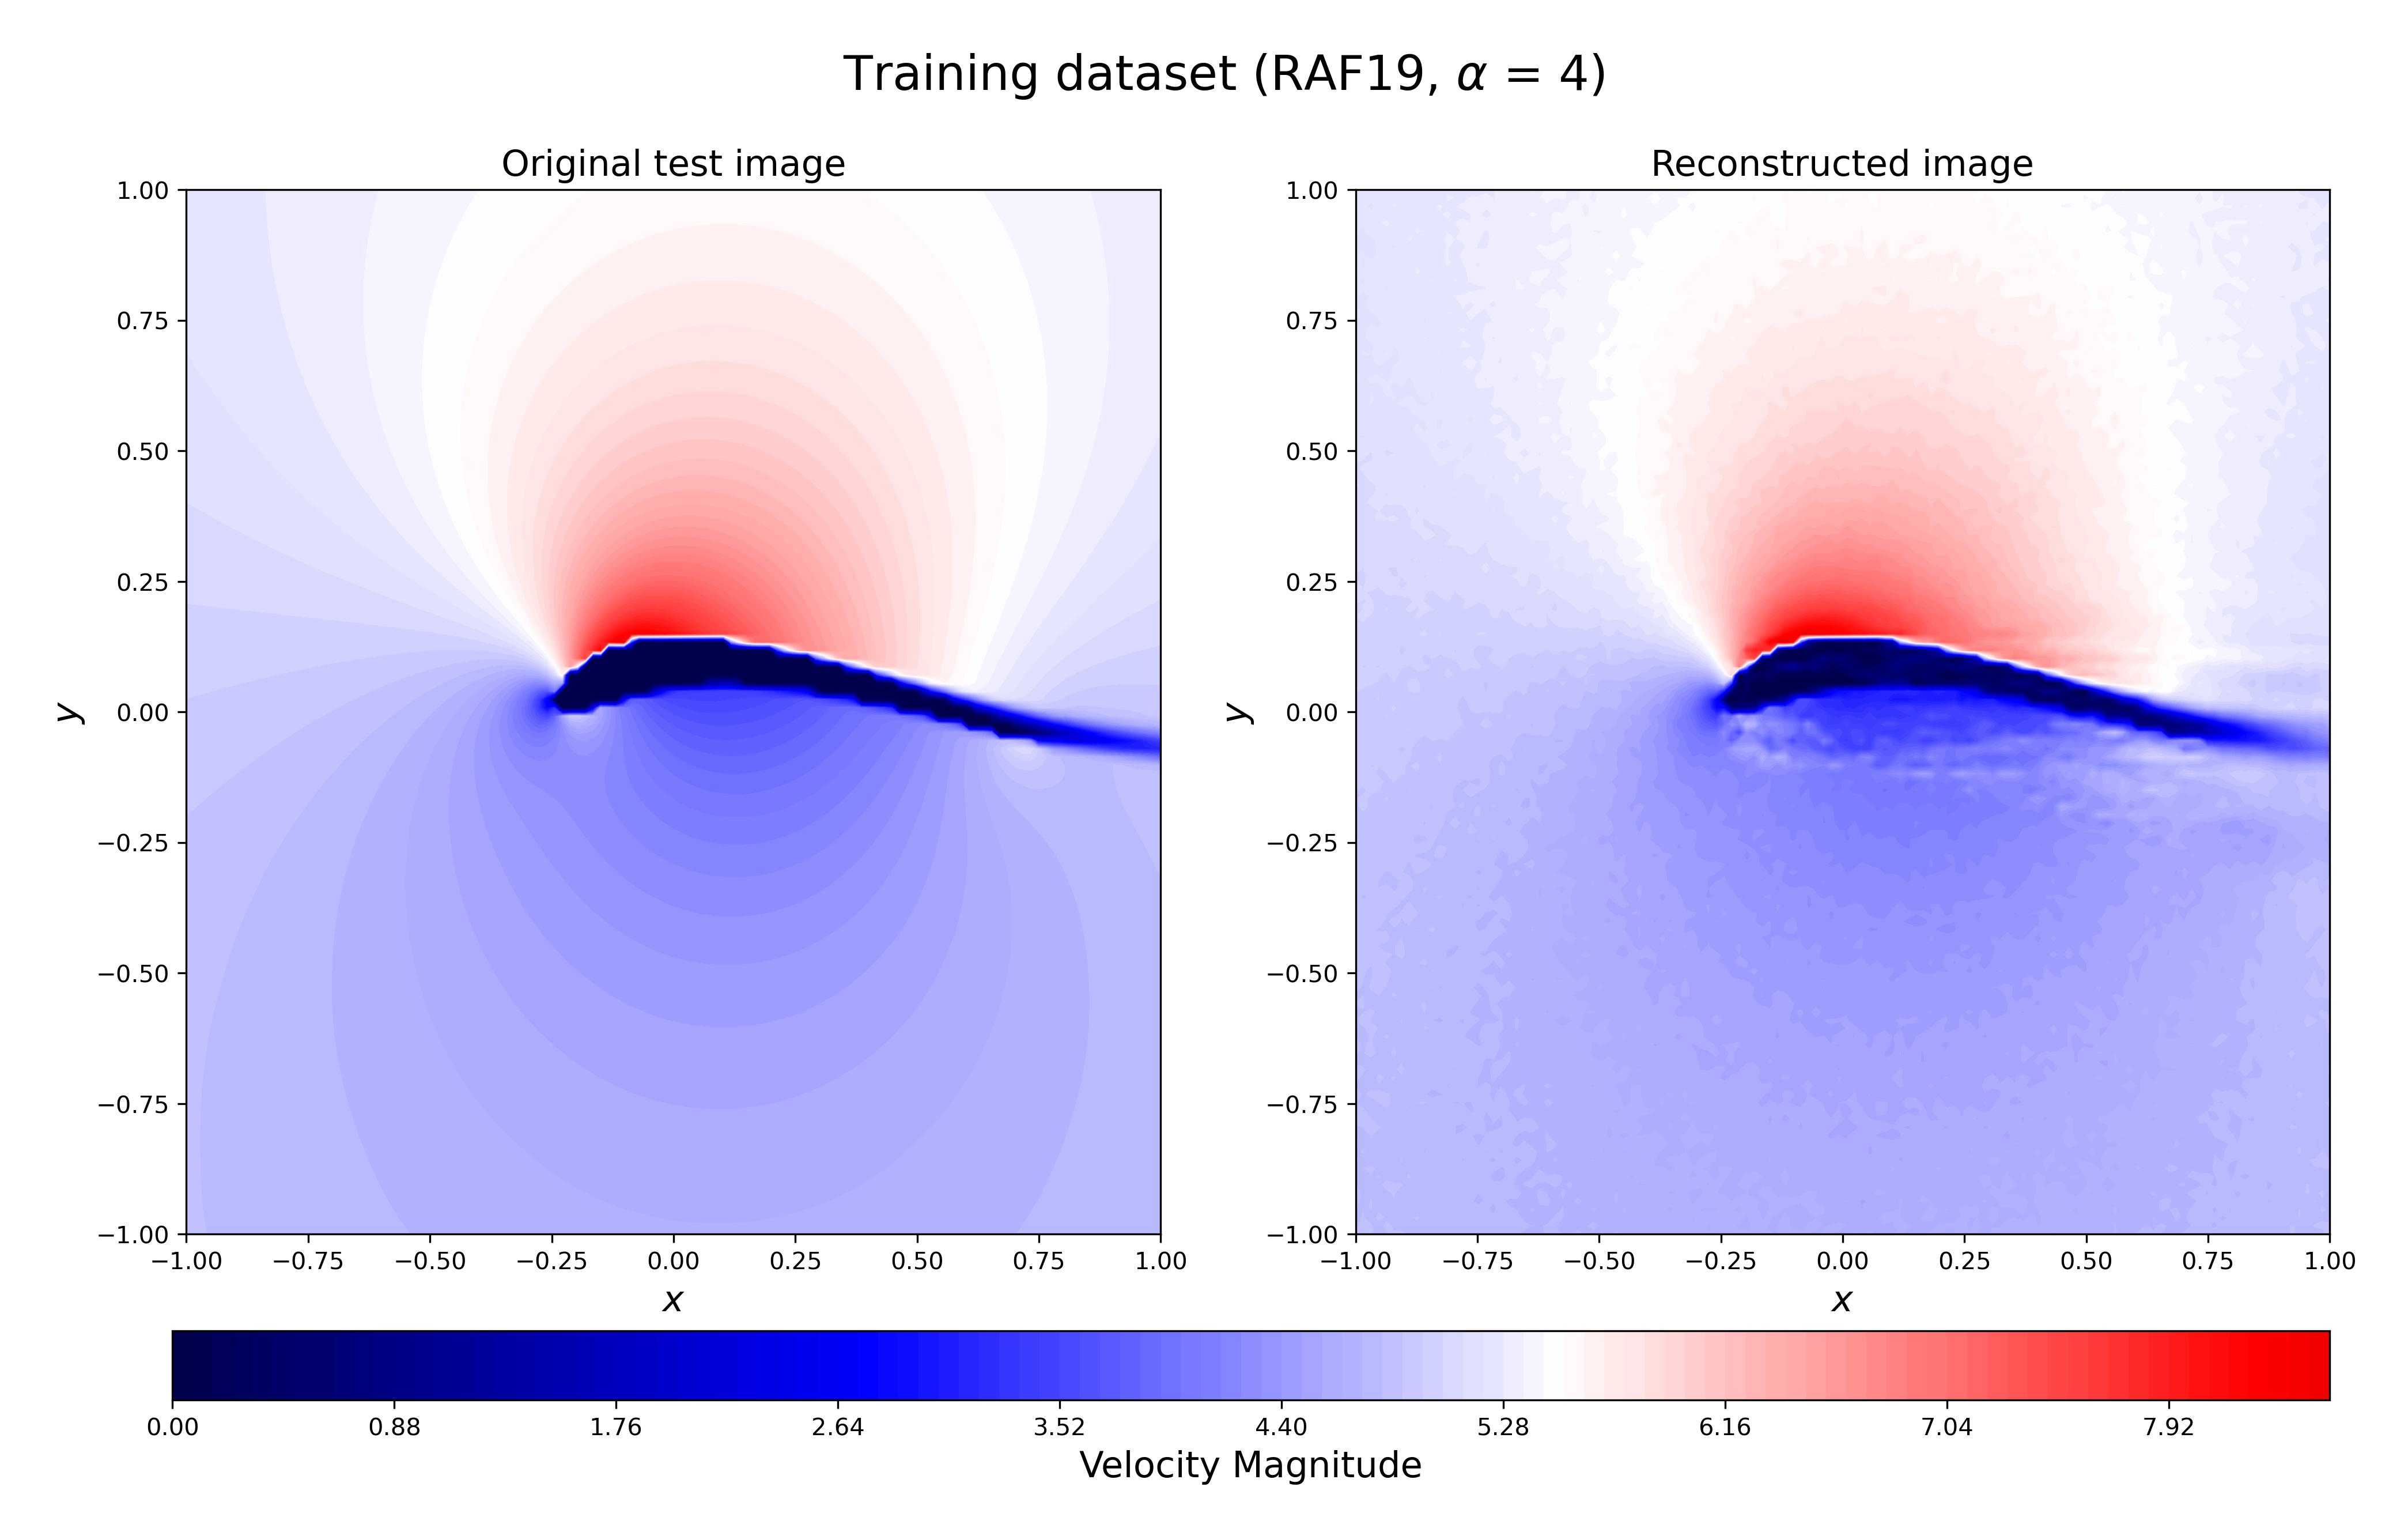 Training dataset (RAF19, α = 4)
Original test image
Reconstructed image
1.00
0.75
0.50
0.25
0.00
−0.25
−0.50
−0.75
−1.00
y
−1.00 −0.75 −0.50 −0.25 0.00 0.25 0.50 0.75 1.00
x
1.00
0.75
0.50
0.25
0.00
−0.25
−0.50
−0.75
−1.00
y
−1.00 −0.75 −0.50 −0.25 0.00 0.25 0.50 0.75 1.00
x
0.00 0.88 1.76 2.64 3.52 4.40 5.28 6.16 7.04 7.92
Velocity Magnitude